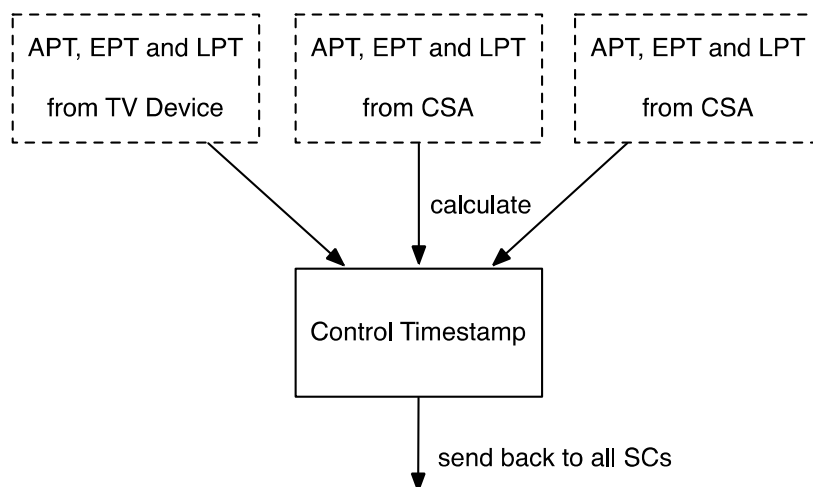 APT, EPT and LPT
from TV Device
APT, EPT and LPT
from CSA
APT, EPT and LPT
from CSA
calculate
Control Timestamp
send back to all SCs